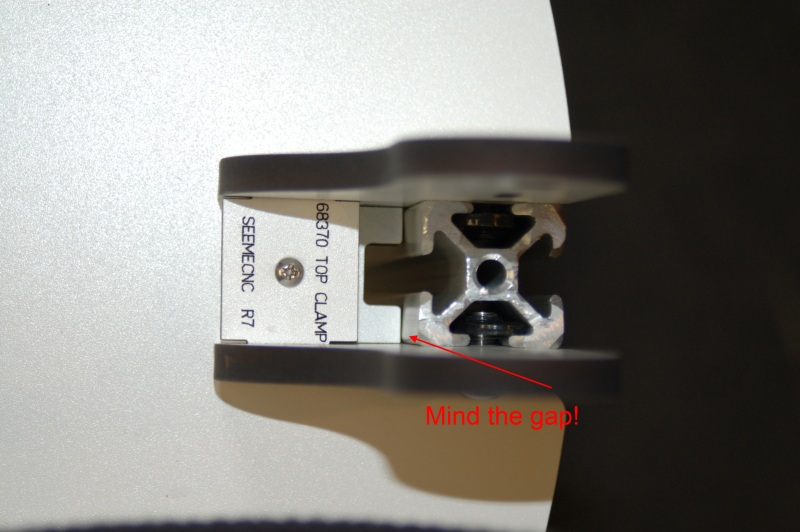 68370 TOP CLAMP
SEEMECNC R7
Mind the gap!